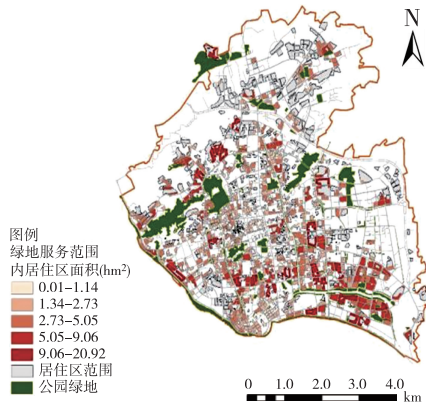 N
图例
绿地服务范围
内居住区面积(hm²)
0.01-1.14
1.34-2.73
2.73-5.05
5.05-9.06
9.06-20.92
居住区范围
公园绿地
0 1.0 2.0 3.0 4.0
km